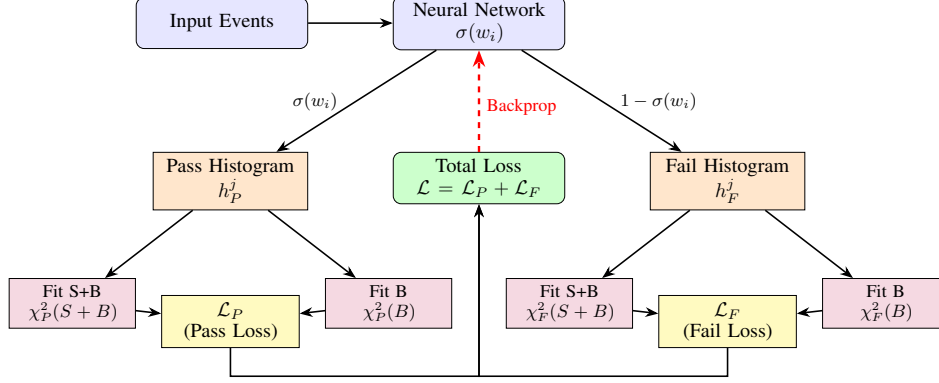 Input Events
Neural Network
σ(w_i)
σ(w_i)
1 − σ(w_i)
Backprop
Pass Histogram
h_P^j
Total Loss
ℒ = ℒ_P + ℒ_F
Fail Histogram
h_F^j
Fit S+B
χ_P^2(S + B)
ℒ_P
(Pass Loss)
Fit B
χ_P^2(B)
Fit S+B
χ_F^2(S + B)
ℒ_F
(Fail Loss)
Fit B
χ_F^2(B)